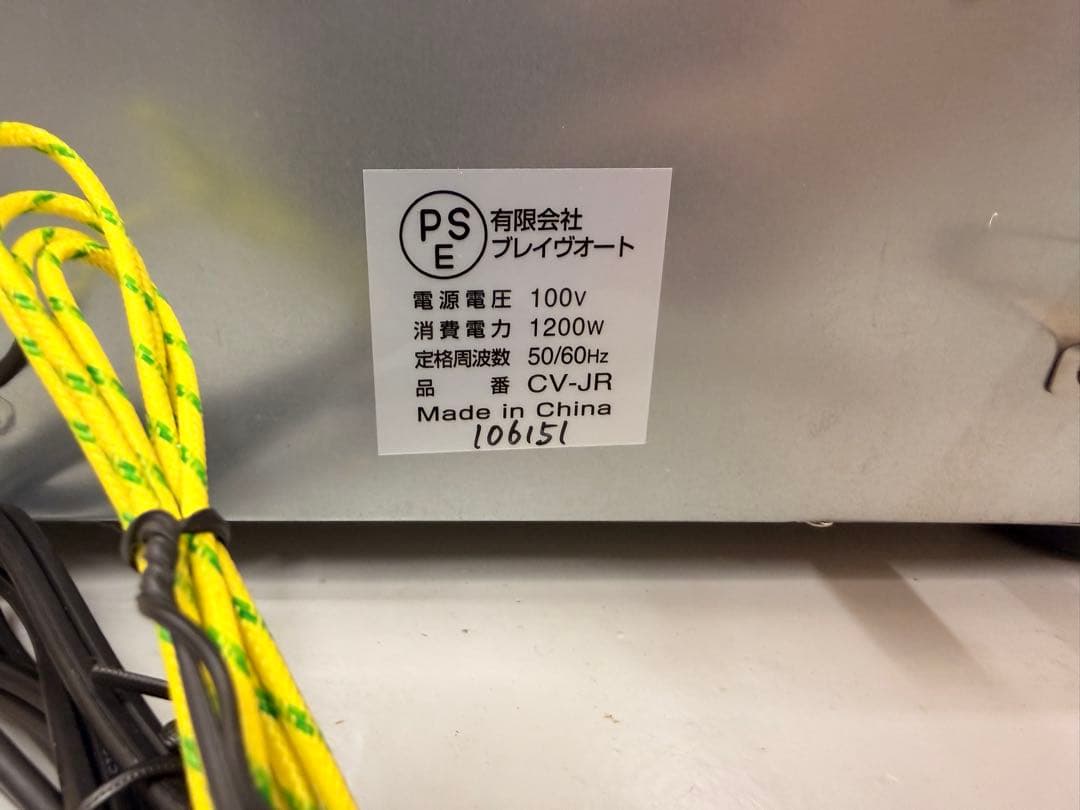 PSE
有限会社
ブレイヴオート
電源電圧 100V
消費電力 1200W
定格周波数 50/60Hz
品番 CV-JR
Made in China
106151